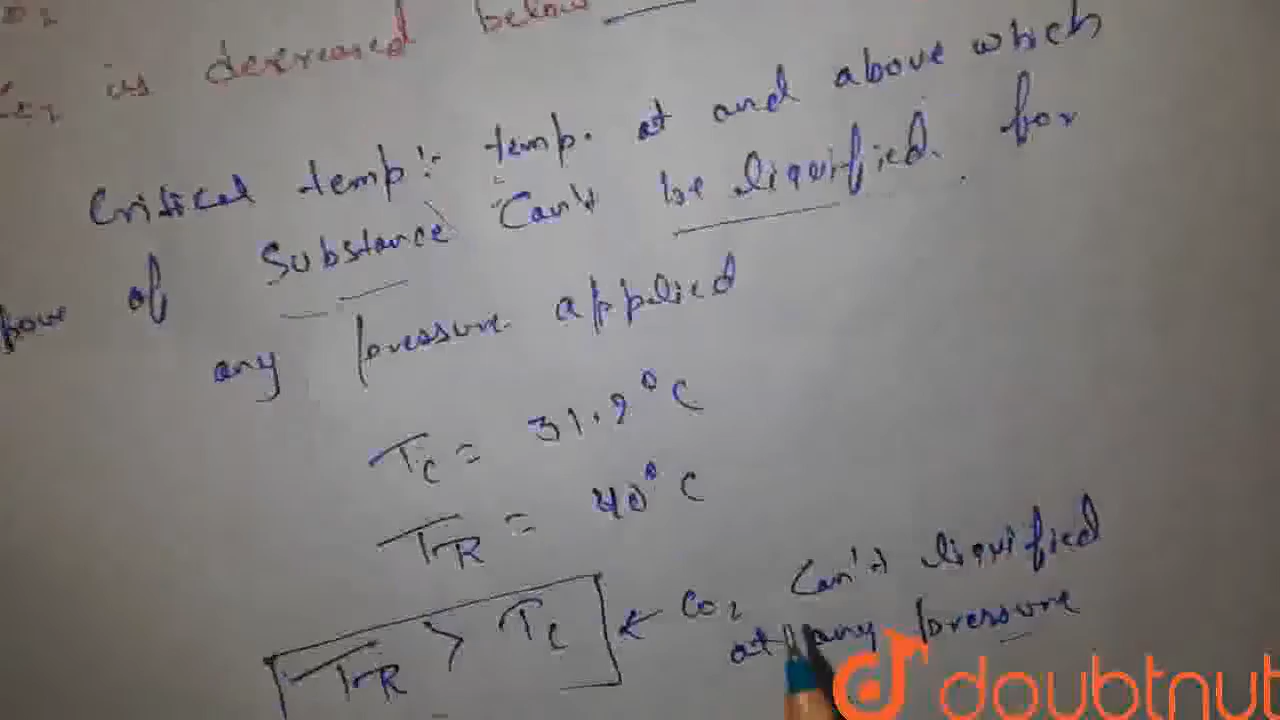 is decreased below
Critical temp:- temp. at and above which
of Substance Can't be liquified. for
any pressure applied
Tc = 31.2°C
TR = 40°C
TR > Tc ← CO2 Can't liquified
at any pressure
doubtnut